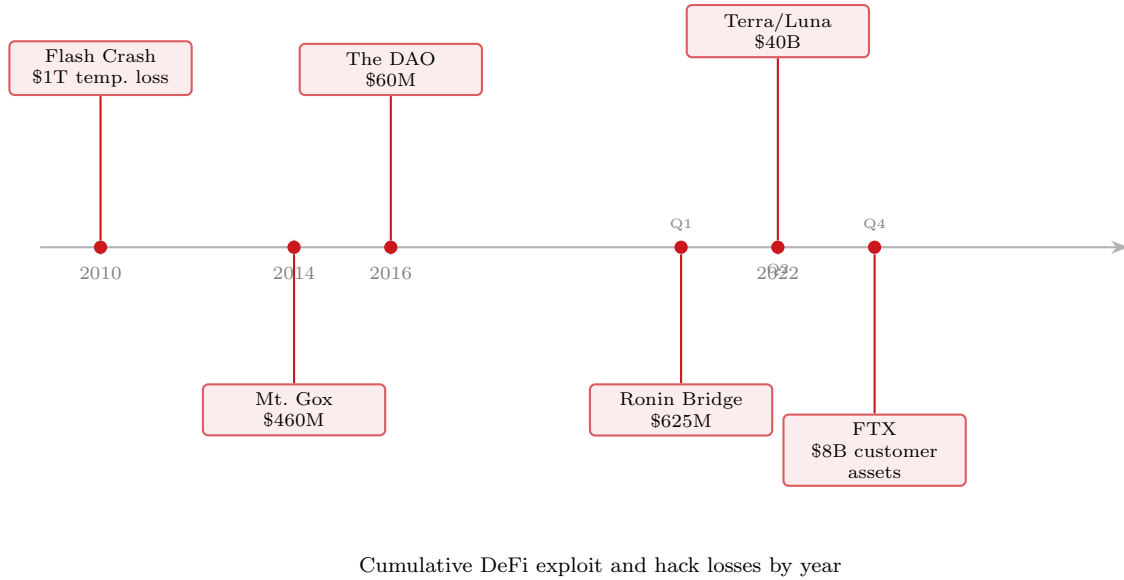 Terra/Luna
$40B
Flash Crash
$1T temp. loss
The DAO
$60M
Q1
Q4
2010
2014
2016
2022
Q2
Mt. Gox
$460M
Ronin Bridge
$625M
FTX
$8B customer
assets
Cumulative DeFi exploit and hack losses by year